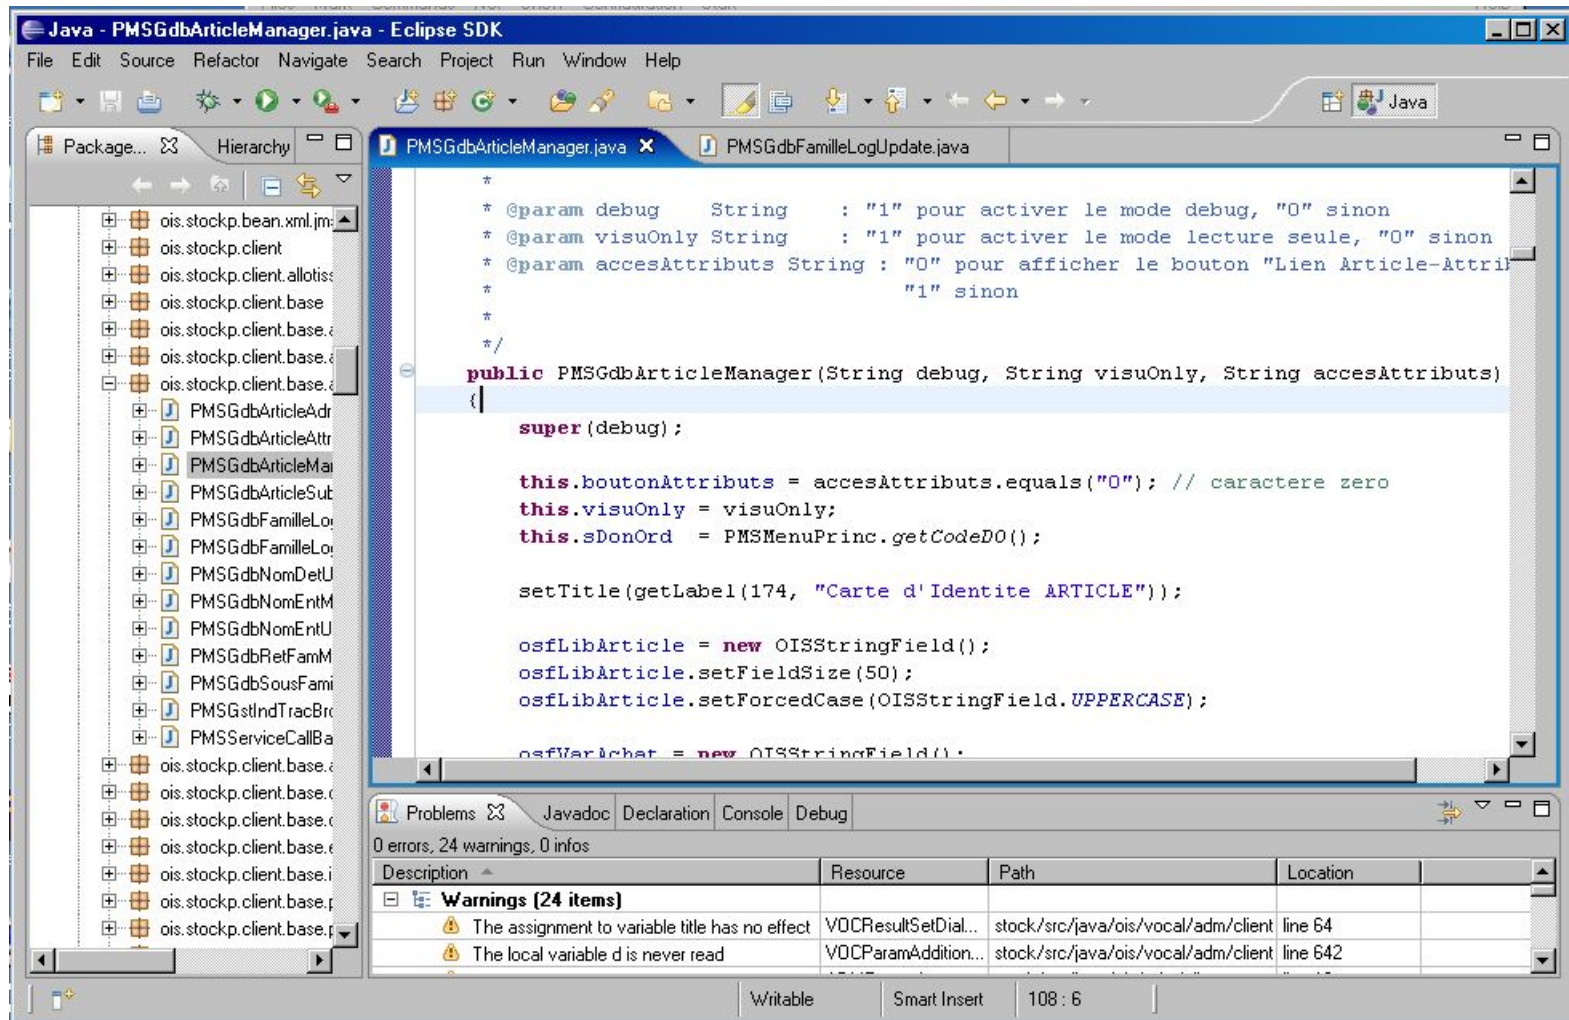 Java - PMSGdbArticleManager.java - Eclipse SDK
File Edit Source Refactor Navigate Search Project Run Window Help
Java
Package... Hierarchy
PMSGdbArticleManager.java PMSGdbFamilleLogUpdate.java
ois.stockp.bean.xml.jm
ois.stockp.client
ois.stockp.client.allotiss
ois.stockp.client.base
ois.stockp.client.base.a
ois.stockp.client.base.a
ois.stockp.client.base.a
PMSGdbArticleAdr
PMSGdbArticleAttr
PMSGdbArticleMa
PMSGdbArticleSub
PMSGdbFamilleLo
PMSGdbFamilleLo
PMSGdbNomDetU
PMSGdbNomEntM
PMSGdbNomEntU
PMSGdbRetFamM
PMSGdbSousFami
PMSGstIndTracBro
PMSServiceCallBa
ois.stockp.client.base.a
ois.stockp.client.base.c
ois.stockp.client.base.c
ois.stockp.client.base.e
ois.stockp.client.base.i
ois.stockp.client.base.p
ois.stockp.client.base.p
*
* @param debug    String    : "1" pour activer le mode debug, "0" sinon
* @param visuOnly String    : "1" pour activer le mode lecture seule, "0" sinon
* @param accesAttributs String : "0" pour afficher le bouton "Lien Article-Attri
*                                "1" sinon
*
*/
public PMSGdbArticleManager(String debug, String visuOnly, String accesAttributs)
{
super(debug);
this.boutonAttributs = accesAttributs.equals("0"); // caractere zero
this.visuOnly = visuOnly;
this.sDonOrd  = PMSMenuPrinc.getCodeDO();
setTitle(getLabel(174, "Carte d'Identite ARTICLE"));
osfLibArticle = new OISStringField();
osfLibArticle.setFieldSize(50);
osfLibArticle.setForcedCase(OISStringField.UPPERCASE);
osfVarAchat = new OISStringField();
Problems Javadoc Declaration Console Debug
0 errors, 24 warnings, 0 infos
Description Resource Path Location
Warnings (24 items)
The assignment to variable title has no effect VOCResultSetDial... stock/src/java/ois/vocal/adm/client line 64
The local variable d is never read VOCParamAddition... stock/src/java/ois/vocal/adm/client line 642
Writable Smart Insert 108 : 6